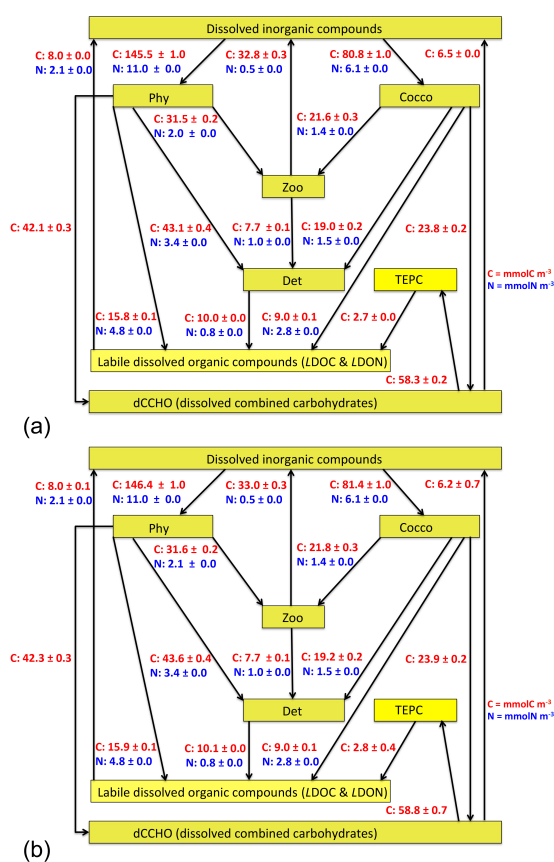 Dissolved inorganic compounds
C: 8.0 ± 0.0
N: 2.1 ± 0.0
C: 145.5 ± 1.0
N: 11.0 ± 0.0
C: 32.8 ± 0.3
N: 0.5 ± 0.0
C: 80.8 ± 1.0
N: 6.1 ± 0.0
C: 6.5 ± 0.0
Phy
Cocco
C: 31.5 ± 0.2
N: 2.0 ± 0.0
C: 21.6 ± 0.3
N: 1.4 ± 0.0
Zoo
C: 42.1 ± 0.3
C: 43.1 ± 0.4
N: 3.4 ± 0.0
C: 7.7 ± 0.1
N: 1.0 ± 0.0
C: 19.0 ± 0.2
N: 1.5 ± 0.0
C: 23.8 ± 0.2
Det
TEPC
C = mmolC m⁻³
N = mmolN m⁻³
C: 15.8 ± 0.1
N: 4.8 ± 0.0
C: 10.0 ± 0.0
N: 0.8 ± 0.0
C: 9.0 ± 0.1
N: 2.8 ± 0.0
C: 2.7 ± 0.0
Labile dissolved organic compounds (LDOC & LDON)
C: 58.3 ± 0.2
dCCHO (dissolved combined carbohydrates)
(a)
Dissolved inorganic compounds
C: 8.0 ± 0.1
N: 2.1 ± 0.0
C: 146.4 ± 1.0
N: 11.0 ± 0.0
C: 33.0 ± 0.3
N: 0.5 ± 0.0
C: 81.4 ± 1.0
N: 6.1 ± 0.0
C: 6.2 ± 0.7
Phy
Cocco
C: 31.6 ± 0.2
N: 2.1 ± 0.0
C: 21.8 ± 0.3
N: 1.4 ± 0.0
Zoo
C: 42.3 ± 0.3
C: 43.6 ± 0.4
N: 3.4 ± 0.0
C: 7.7 ± 0.1
N: 1.0 ± 0.0
C: 19.2 ± 0.2
N: 1.5 ± 0.0
C: 23.9 ± 0.2
Det
TEPC
C = mmolC m⁻³
N = mmolN m⁻³
C: 15.9 ± 0.1
N: 4.8 ± 0.0
C: 10.1 ± 0.0
N: 0.8 ± 0.0
C: 9.0 ± 0.1
N: 2.8 ± 0.0
C: 2.8 ± 0.4
Labile dissolved organic compounds (LDOC & LDON)
C: 58.8 ± 0.7
dCCHO (dissolved combined carbohydrates)
(b)